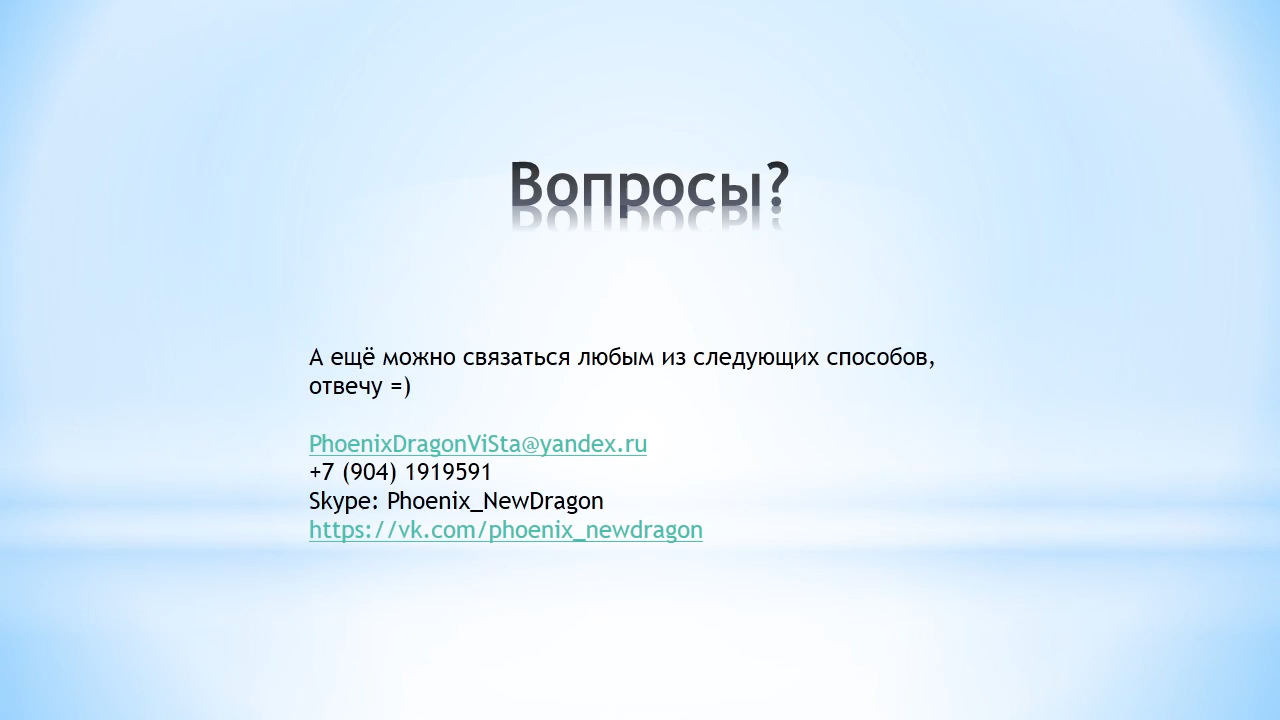 Вопросы?
А ещё можно связаться любым из следующих способов,
отвечу =)
PhoenixDragonViSta@yandex.ru
+7 (904) 1919591
Skype: Phoenix_NewDragon
https://vk.com/phoenix_newdragon